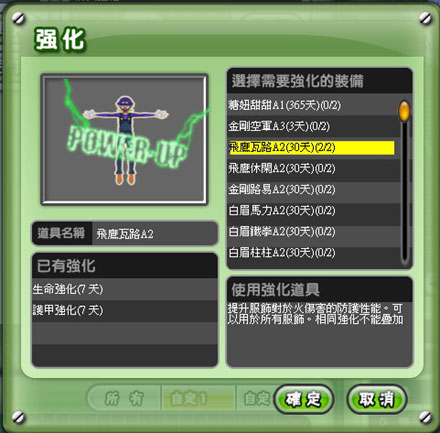 强化
POWER-UP
道具名稱 飛塵瓦路A2
已有強化
生命強化(7 天)
護甲強化(7 天)
選擇需要強化的裝備
糖妞甜甜A1(365天)(0/2)
金剛空軍A3(3天)(0/2)
飛塵瓦路A2(30天)(2/2)
飛塵休閑A2(30天)(0/2)
金剛路易A2(30天)(0/2)
白眉馬力A2(30天)(0/2)
白眉鐵拳A2(30天)(0/2)
白眉柱柱A2(30天)(0/2)
使用強化道具
提升服飾對於火傷害的防護性能。可
以用於所有服飾。相同強化不能疊加
所有 自定1 自定 確定 取消